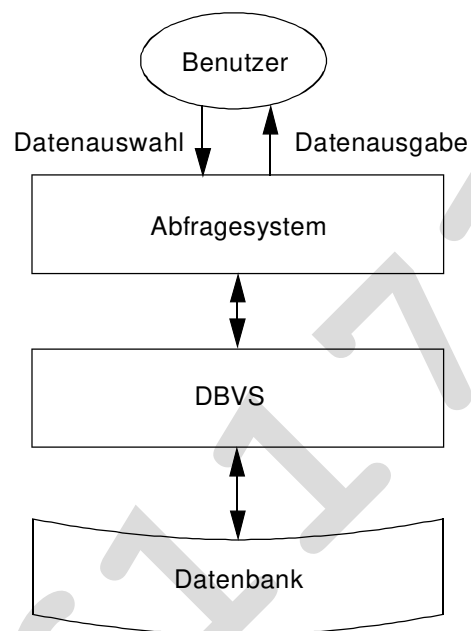 Benutzer
Datenauswahl Datenausgabe
Abfragesystem
DBVS
Datenbank